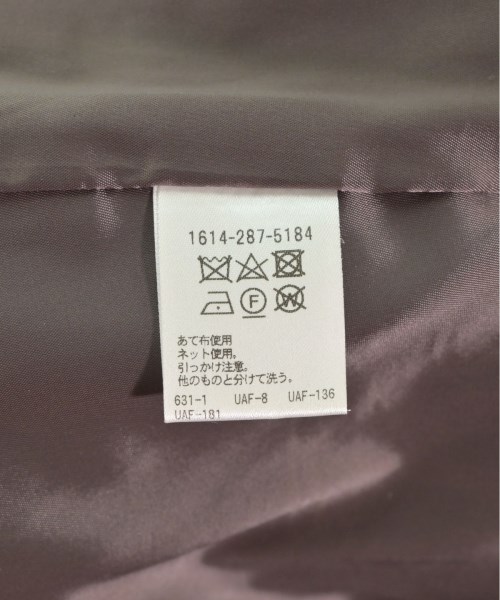 1614-287-5184
F W
あて布使用
ネット使用。
引っかけ注意。
他のものと分けて洗う。
631-1 UAF-8 UAF-136
UAF-181